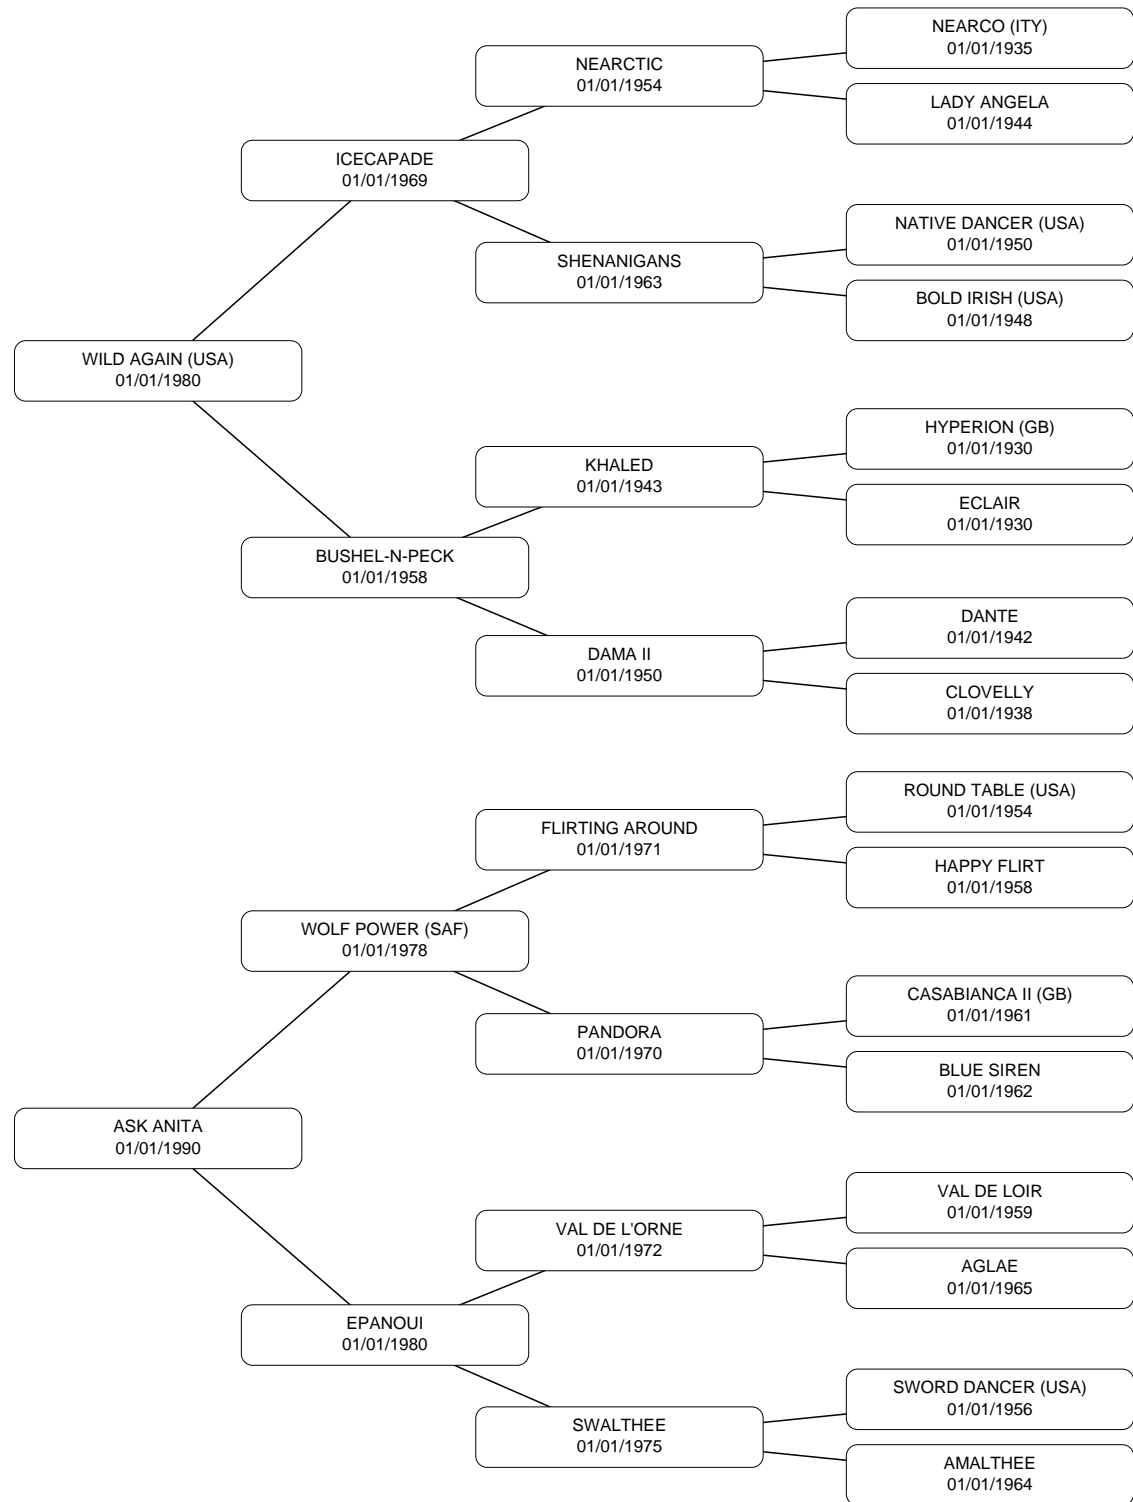 NEARCO (ITY)
01/01/1935
NEARCTIC
01/01/1954
LADY ANGELA
01/01/1944
ICECAPADE
01/01/1969
NATIVE DANCER (USA)
01/01/1950
SHENANIGANS
01/01/1963
BOLD IRISH (USA)
01/01/1948
WILD AGAIN (USA)
01/01/1980
HYPERION (GB)
01/01/1930
KHALED
01/01/1943
ECLAIR
01/01/1930
BUSHEL-N-PECK
01/01/1958
DANTE
01/01/1942
DAMA II
01/01/1950
CLOVELLY
01/01/1938
ROUND TABLE (USA)
01/01/1954
FLIRTING AROUND
01/01/1971
HAPPY FLIRT
01/01/1958
WOLF POWER (SAF)
01/01/1978
CASABIANCA II (GB)
01/01/1961
PANDORA
01/01/1970
BLUE SIREN
01/01/1962
ASK ANITA
01/01/1990
VAL DE LOIR
01/01/1959
VAL DE L'ORNE
01/01/1972
AGLAE
01/01/1965
EPANOUI
01/01/1980
SWORD DANCER (USA)
01/01/1956
SWALTHEE
01/01/1975
AMALTHEE
01/01/1964